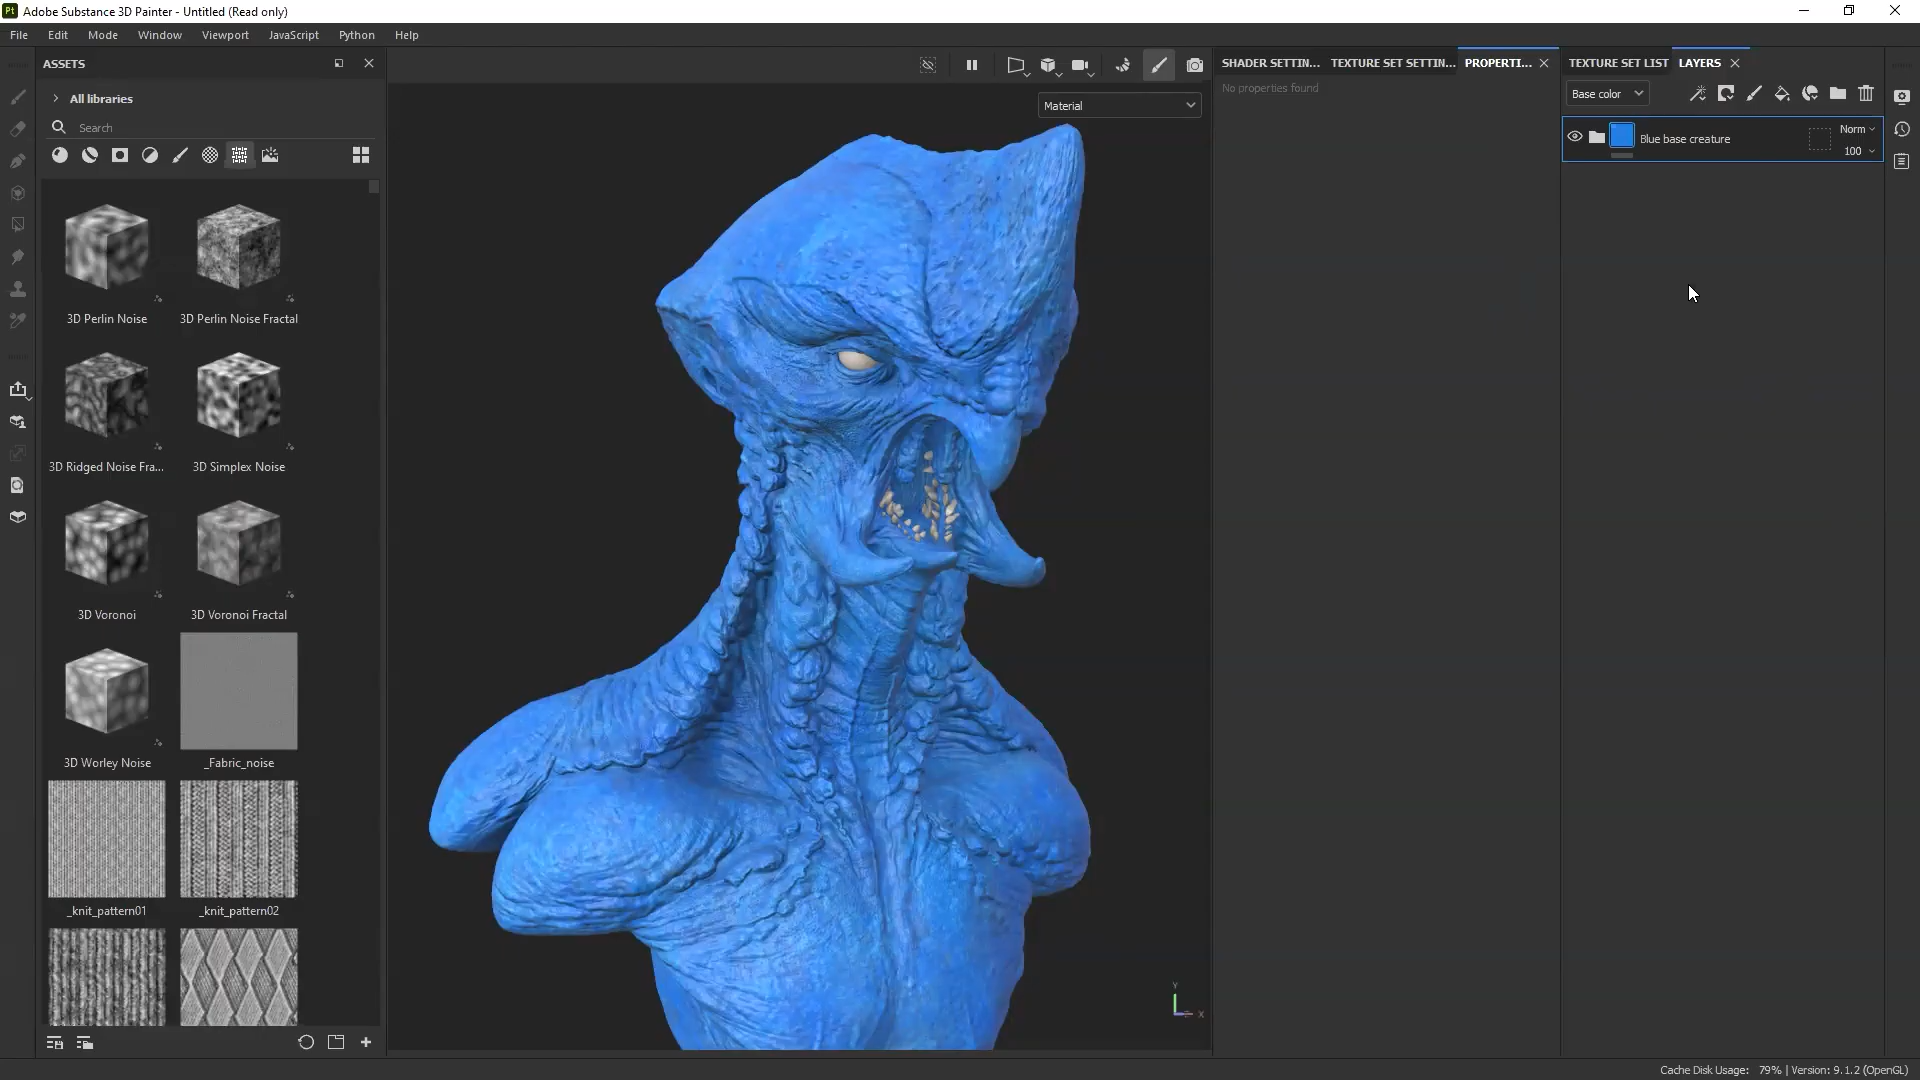 Pt Adobe Substance 3D Painter - Untitled (Read only)
File Edit Mode Window Viewport JavaScript Python Help
ASSETS
All libraries
Search
3D Perlin Noise
3D Perlin Noise Fractal
3D Ridged Noise Fra...
3D Simplex Noise
3D Voronoi
3D Voronoi Fractal
3D Worley Noise
_Fabric_noise
_knit_pattern01
_knit_pattern02
Material
Y
X
SHADER SETTIN... TEXTURE SET SETTIN... PROPERTI...
No properties found
TEXTURE SET LIST LAYERS
Base color
Blue base creature
Norm
100
Cache Disk Usage: 79% | Version: 9.1.2 (OpenGL)